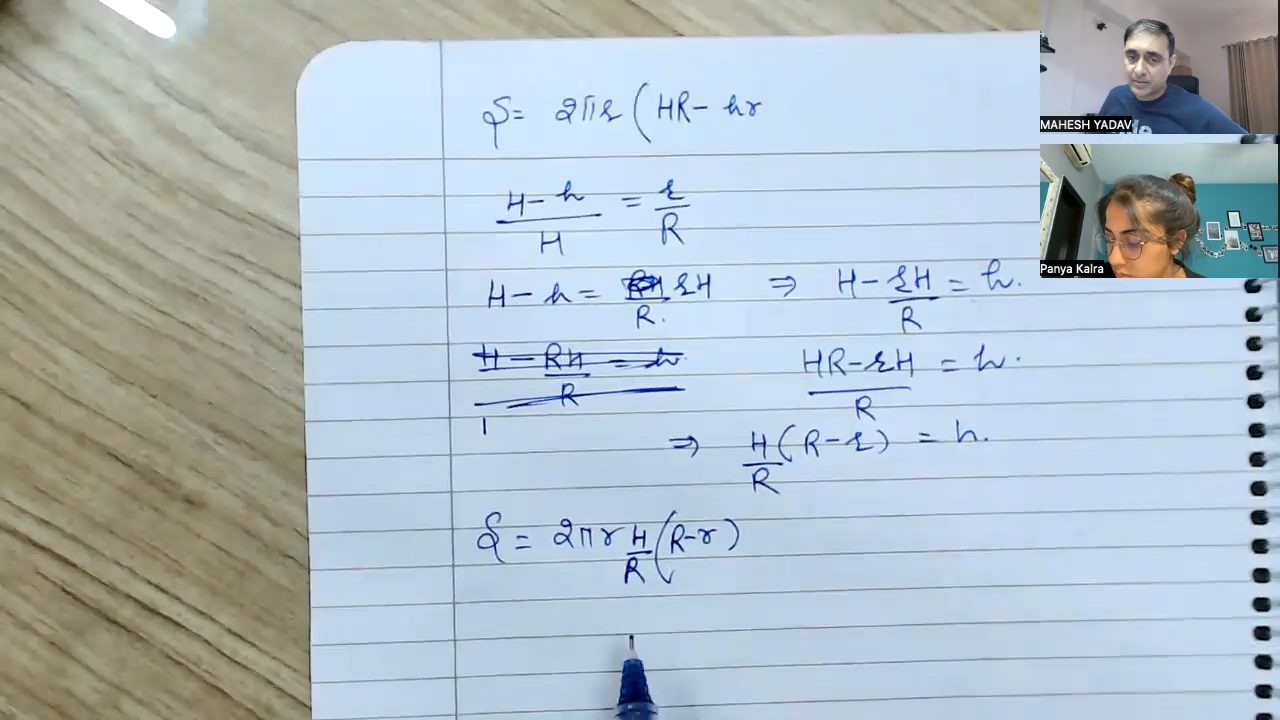 S = 2πr (HR - hr
MAHESH YADAV
H - h / H = r / R
Panya Kalra
H - h = rH / R. ⇒ H - rH / R = h.
H - RH / R = h
HR - rH / R = h.
⇒ H / R (R - r) = h.
S = 2πr H / R (R - r)